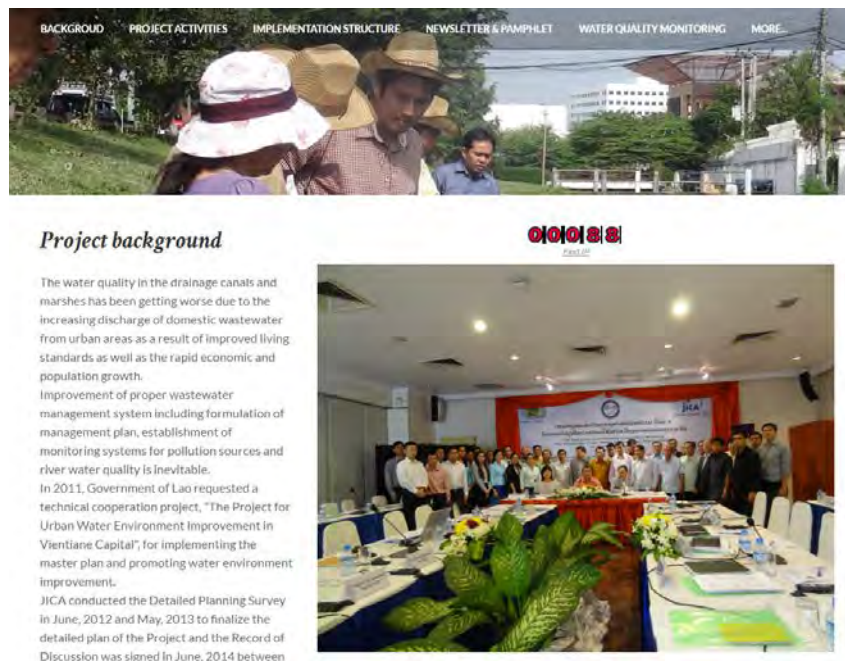 BACKGROUD PROJECT ACTIVITIES IMPLEMENTATION STRUCTURE NEWSLETTER & PAMPHLET WATER QUALITY MONITORING MORE...
Project background
00088
The water quality in the drainage canals and
marshes has been getting worse due to the
increasing discharge of domestic wastewater
from urban areas as a result of improved living
standards as well as the rapid economic and
population growth.
Improvement of proper wastewater
management system including formulation of
management plan, establishment of
monitoring systems for pollution sources and
river water quality is inevitable.
In 2011, Government of Lao requested a
technical cooperation project, "The Project for
Urban Water Environment Improvement in
Vientiane Capital", for implementing the
master plan and promoting water environment
improvement.
JICA conducted the Detailed Planning Survey
in June, 2012 and May, 2013 to finalize the
detailed plan of the Project and the Record of
Discussion was signed in June, 2014 between
JICA